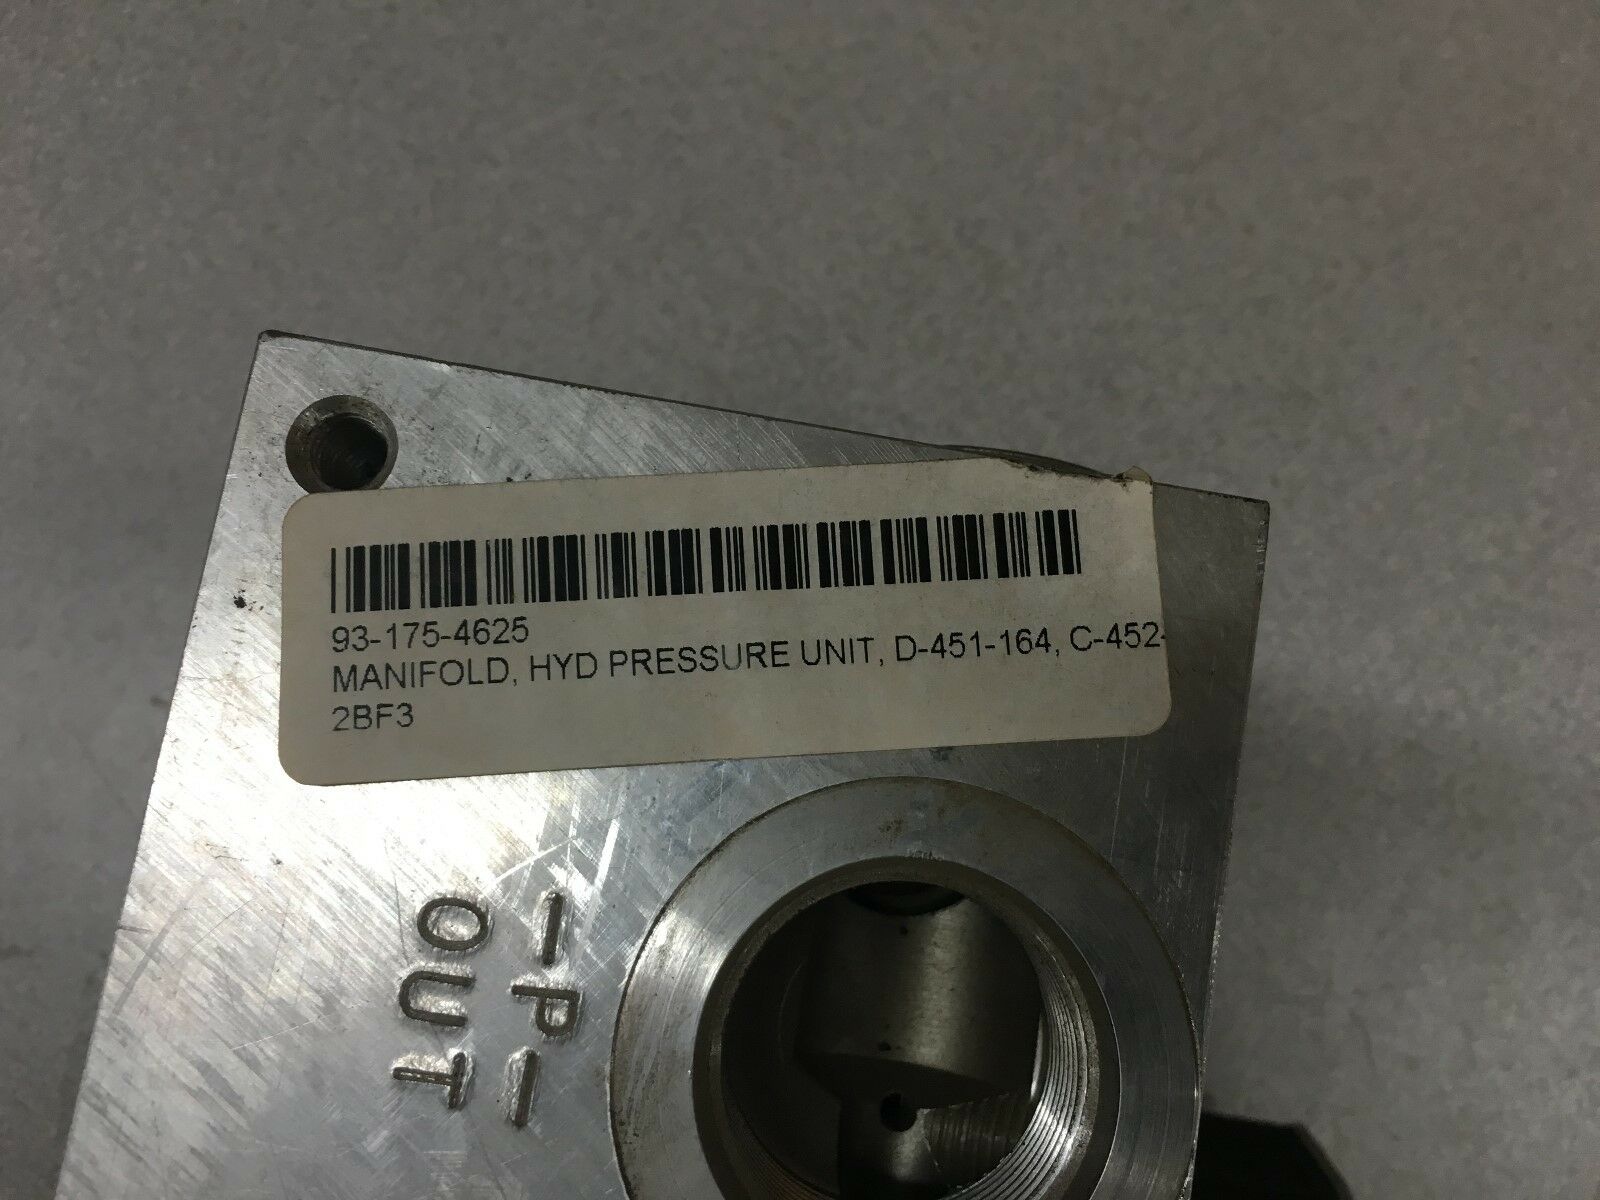 93-175-4625
MANIFOLD, HYD PRESSURE UNIT, D-451-164, C-452-
2BF3
-P-
OUT